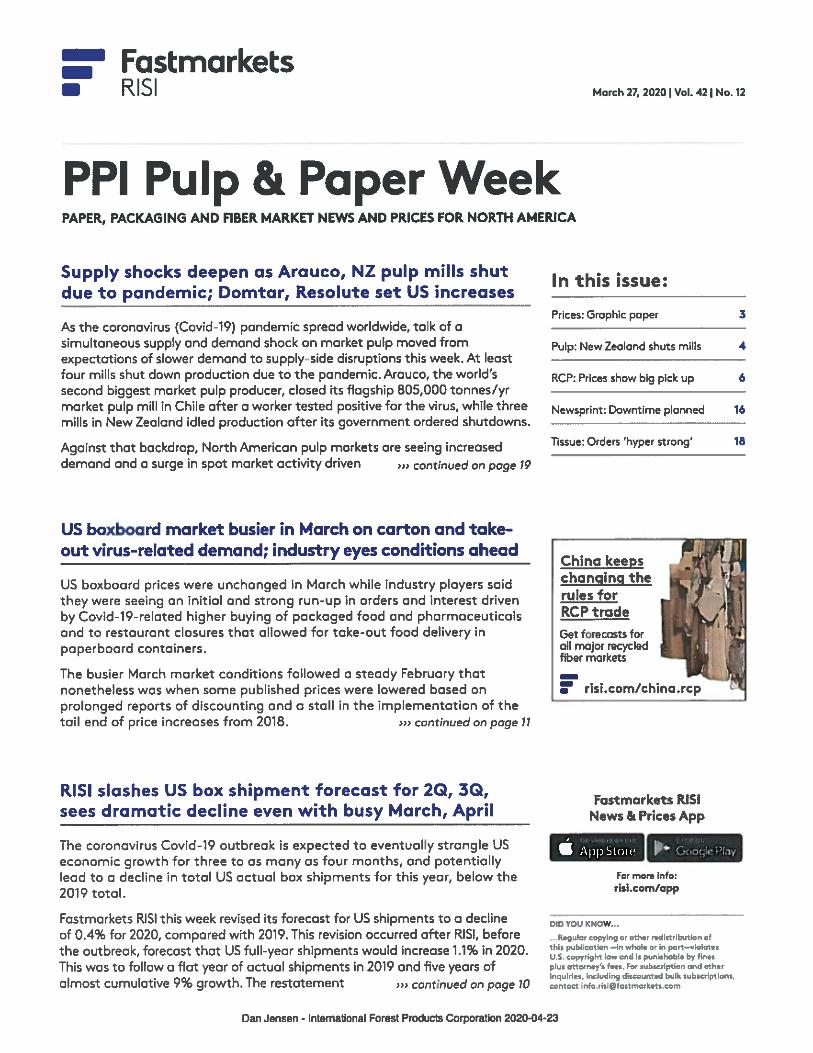 Fastmarkets
RISI
March 27, 2020 | Vol. 42 | No. 12
PPI Pulp & Paper Week
PAPER, PACKAGING AND FIBER MARKET NEWS AND PRICES FOR NORTH AMERICA
Supply shocks deepen as Arauco, NZ pulp mills shut
due to pandemic; Domtar, Resolute set US increases
As the coronavirus (Covid-19) pandemic spread worldwide, talk of a
simultaneous supply and demand shock on market pulp moved from
expectations of slower demand to supply-side disruptions this week. At least
four mills shut down production due to the pandemic. Arauco, the world's
second biggest market pulp producer, closed its flagship 805,000 tonnes/yr
market pulp mill in Chile after a worker tested positive for the virus, while three
mills in New Zealand idled production after its government ordered shutdowns.
Against that backdrop, North American pulp markets are seeing increased
demand and a surge in spot market activity driven ››› continued on page 19
In this issue:
Prices: Graphic paper 3
Pulp: New Zealand shuts mills 4
RCP: Prices show big pick up 6
Newsprint: Downtime planned 16
Tissue: Orders 'hyper strong' 18
US boxboard market busier in March on carton and take-
out virus-related demand; industry eyes conditions ahead
US boxboard prices were unchanged in March while industry players said
they were seeing an initial and strong run-up in orders and interest driven
by Covid-19-related higher buying of packaged food and pharmaceuticals
and to restaurant closures that allowed for take-out food delivery in
paperboard containers.
The busier March market conditions followed a steady February that
nonetheless was when some published prices were lowered based on
prolonged reports of discounting and a stall in the implementation of the
tail end of price increases from 2018. ››› continued on page 11
China keeps
changing the
rules for
RCP trade
Get forecasts for
all major recycled
fiber markets
risi.com/china.rcp
RISI slashes US box shipment forecast for 2Q, 3Q,
sees dramatic decline even with busy March, April
The coronavirus Covid-19 outbreak is expected to eventually strangle US
economic growth for three to as many as four months, and potentially
lead to a decline in total US actual box shipments for this year, below the
2019 total.
Fastmarkets RISI this week revised its forecast for US shipments to a decline
of 0.4% for 2020, compared with 2019. This revision occurred after RISI, before
the outbreak, forecast that US full-year shipments would increase 1.1% in 2020.
This was to follow a flat year of actual shipments in 2019 and five years of
almost cumulative 9% growth. The restatement ››› continued on page 10
Fastmarkets RISI
News & Prices App
App Store
Google Play
For more info:
risi.com/app
DID YOU KNOW...
...Regular copying or other redistribution of
this publication —in whole or in part—violates
U.S. copyright law and is punishable by fines
plus attorney's fees. For subscription and other
inquiries, including discounted bulk subscriptions,
contact info.risi@fastmarkets.com
Dan Jensen - International Forest Products Corporation 2020-04-23